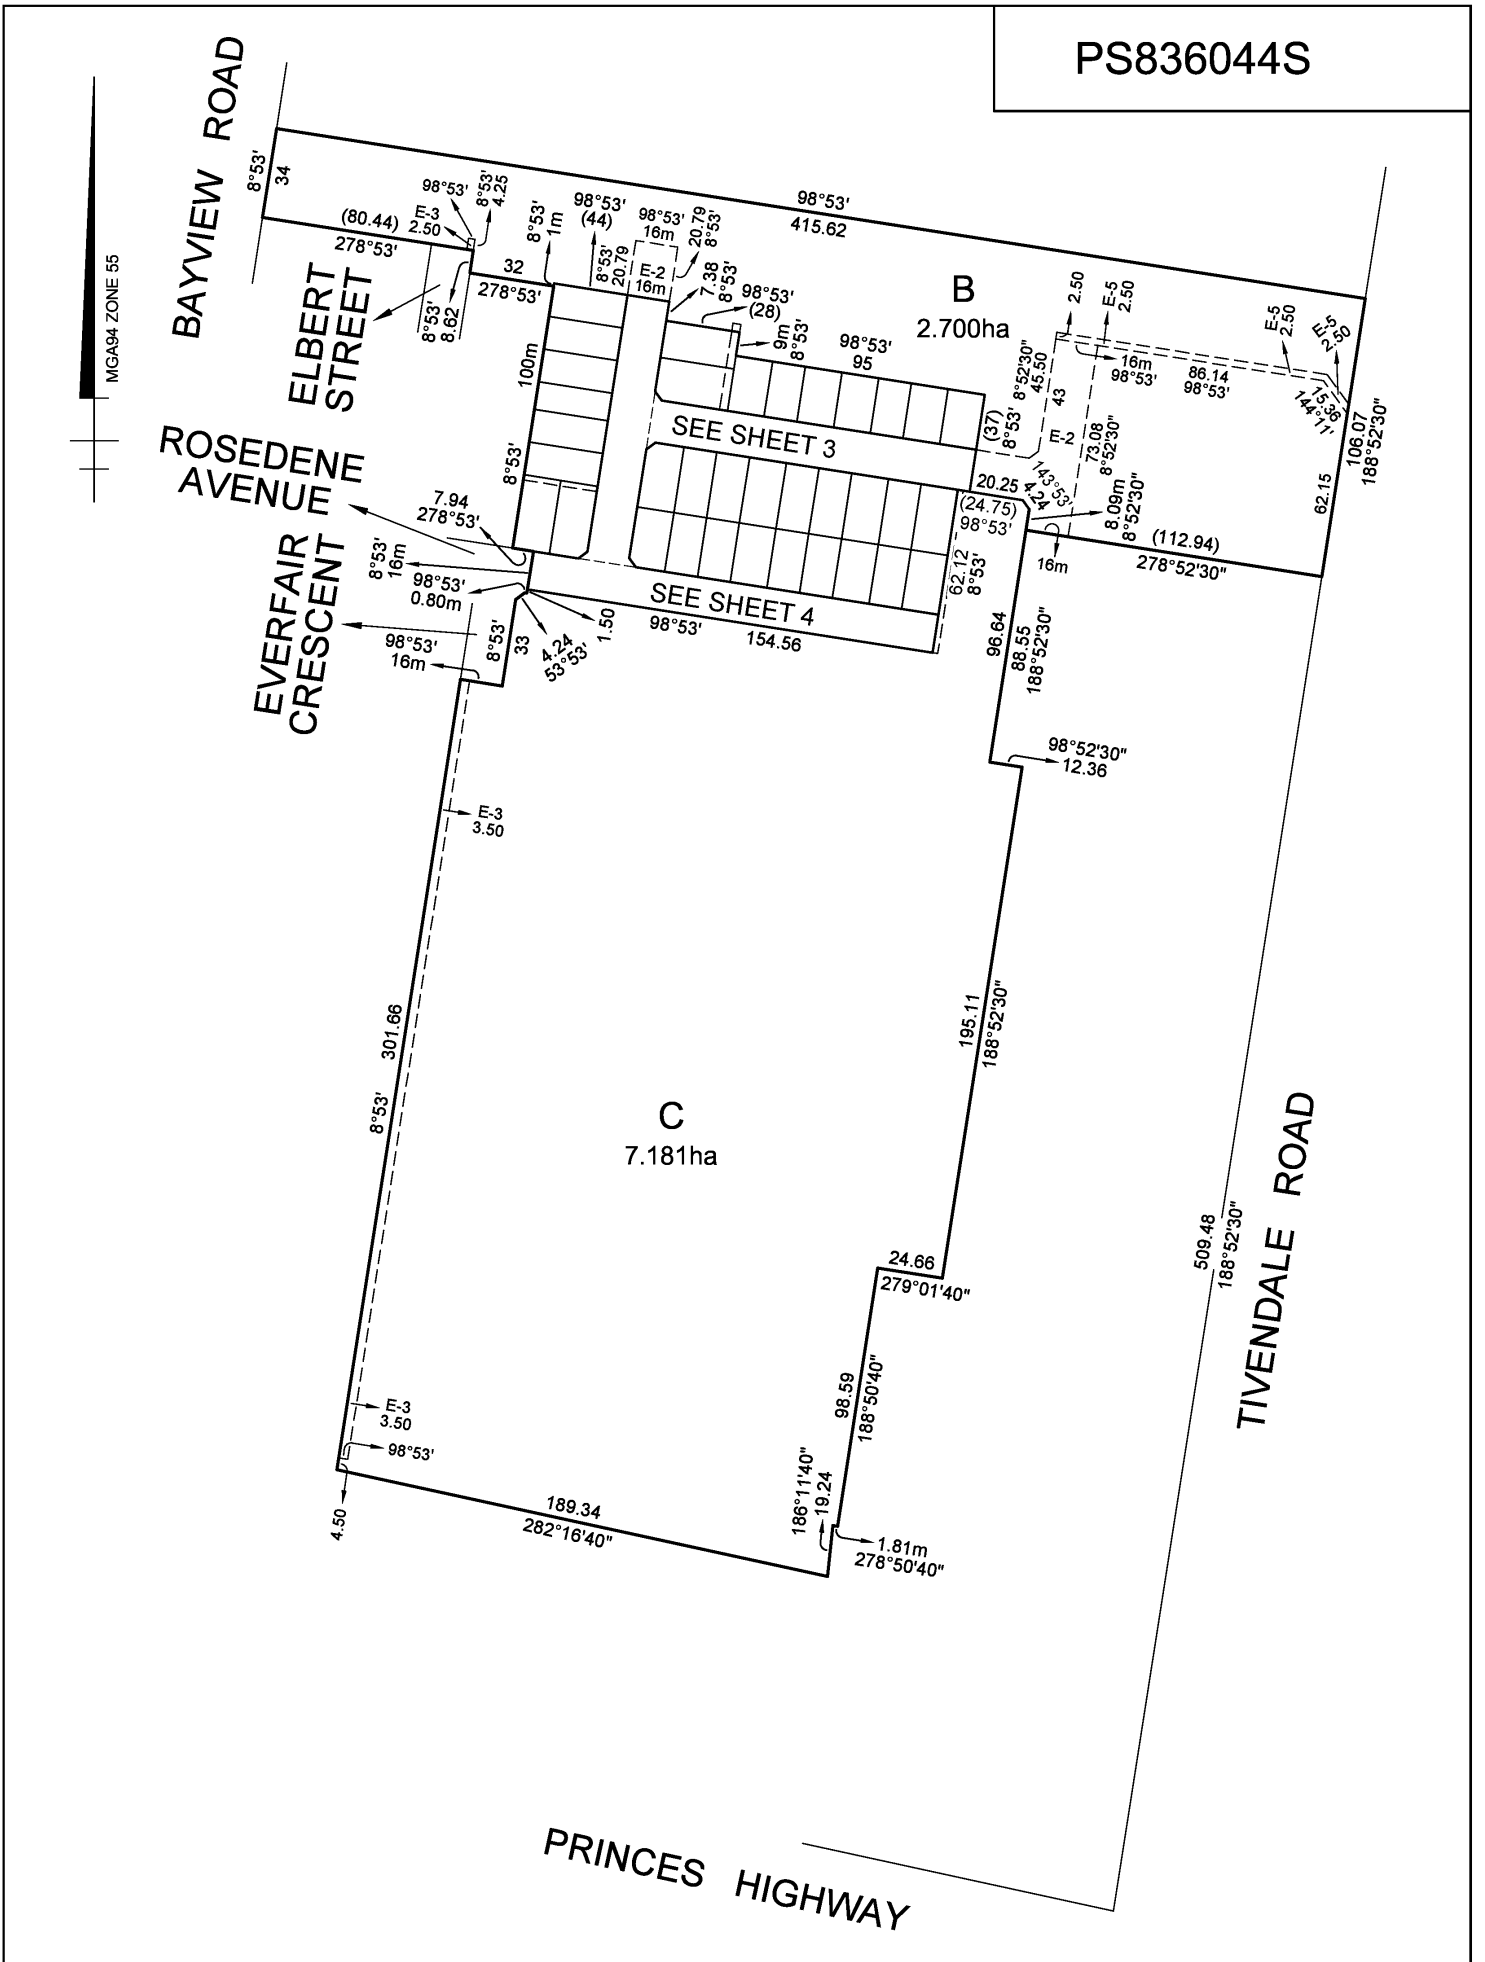 PS836044S
BAYVIEW ROAD
MGA94 ZONE 55
8°53'
34
(80.44)
278°53'
98°53'
E-3
2.50
8°53'
4.25
8°53'
1m
98°53'
(44)
8°53'
20.79
98°53'
16m
E-2
16m
20.79
8°53'
7.38
8°53'
98°53'
(28)
9m
8°53'
98°53'
415.62
B
2.700ha
98°53'
95
2.50
E-5
2.50
E-5
2.50
E-5
2.50
16m
98°53'
86.14
98°53'
15.36
144°11'
106.07
188°52'30"
62.15
8°52'30"
45.50
43
E-2
73.08
8°52'30"
(37)
8°53'
32
278°53'
8°53'
8.62
ELBERT
STREET
100m
8°53'
ROSEDENE
AVENUE
7.94
278°53'
SEE SHEET 3
20.25
(24.75)
98°53'
143°53'
4.24
8.09m
8°52'30"
(112.94)
278°52'30"
16m
62.12
8°53'
8°53'
16m
98°53'
0.80m
EVERFAIR
CRESCENT
98°53'
16m
8°53'
33
4.24
53°53'
1.50
SEE SHEET 4
98°53'
154.56
96.64
88.55
188°52'30"
98°52'30"
12.36
E-3
3.50
301.66
8°53'
195.11
188°52'30"
C
7.181ha
TIVENDALE ROAD
509.48
188°52'30"
24.66
279°01'40"
98.59
188°50'40"
E-3
3.50
98°53'
4.50
189.34
282°16'40"
186°11'40"
19.24
1.81m
278°50'40"
PRINCES HIGHWAY